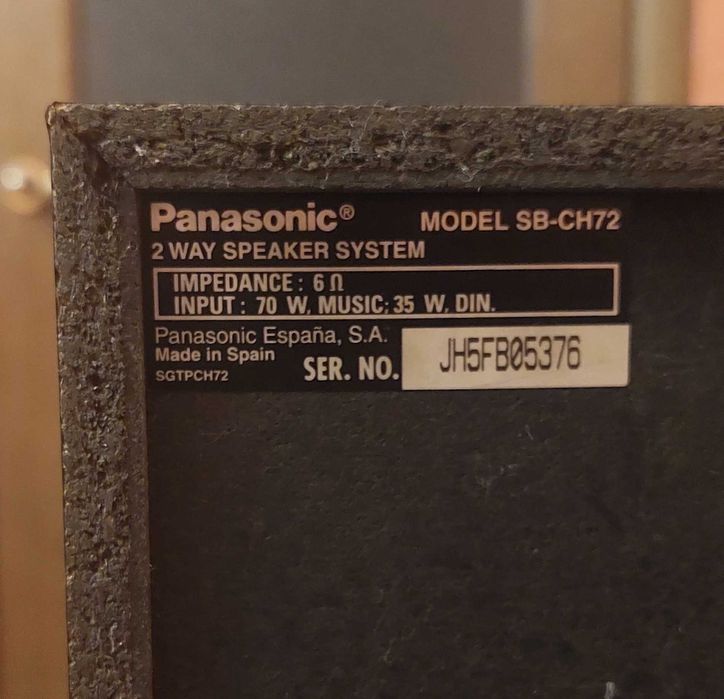 Panasonic® MODEL SB-CH72
2 WAY SPEAKER SYSTEM
IMPEDANCE : 6 Ω
INPUT : 70 W, MUSIC; 35 W, DIN.
Panasonic España, S.A.
Made in Spain
SGTPCH72 SER. NO. JH5FB05376